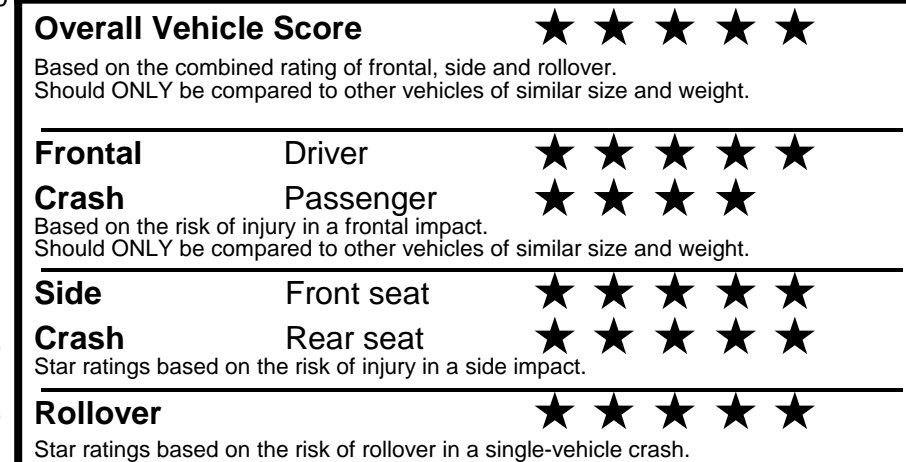 Overall Vehicle Score ★ ★ ★ ★ ★
Based on the combined rating of frontal, side and rollover.
Should ONLY be compared to other vehicles of similar size and weight.
Frontal Driver ★ ★ ★ ★ ★
Crash Passenger ★ ★ ★ ★
Based on the risk of injury in a frontal impact.
Should ONLY be compared to other vehicles of similar size and weight.
Side Front seat ★ ★ ★ ★ ★
Crash Rear seat ★ ★ ★ ★ ★
Star ratings based on the risk of injury in a side impact.
Rollover ★ ★ ★ ★ ★
Star ratings based on the risk of rollover in a single-vehicle crash.